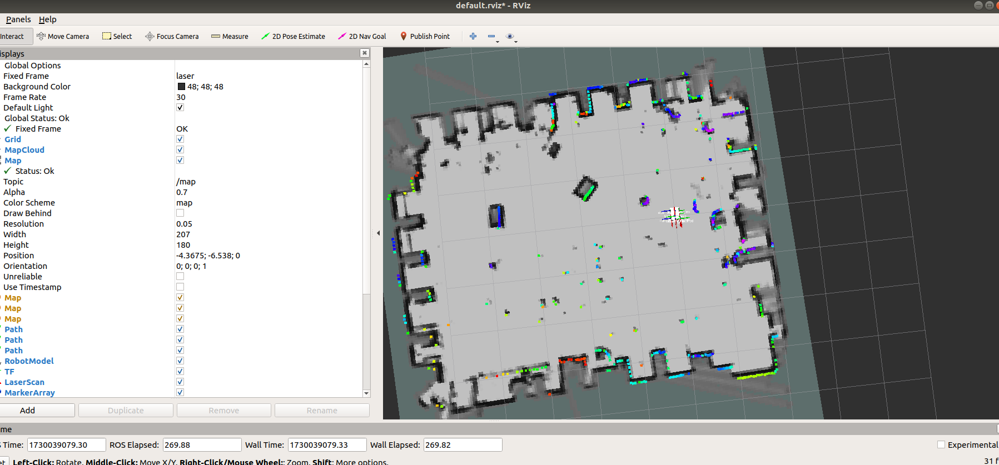 default.rviz* - RViz
Panels Help
Interact Move Camera Select Focus Camera Measure 2D Pose Estimate 2D Nav Goal Publish Point
isplays
Global Options
Fixed Frame laser
Background Color 48; 48; 48
Frame Rate 30
Default Light
Global Status: Ok
Fixed Frame OK
Grid
MapCloud
Map
Status: Ok
Topic /map
Alpha 0.7
Color Scheme map
Draw Behind
Resolution 0.05
Width 207
Height 180
Position -4.3675; -6.538; 0
Orientation 0; 0; 0; 1
Unreliable
Use Timestamp
Map
Map
Map
Path
Path
Path
RobotModel
TF
LaserScan
MarkerArray
Add Duplicate Remove Rename
me
S Time: 1730039079.30 ROS Elapsed: 269.88 Wall Time: 1730039079.33 Wall Elapsed: 269.82 Experimental
et Left-Click: Rotate. Middle-Click: Move X/Y. Right-Click/Mouse Wheel:: Zoom. Shift: More options. 31 f